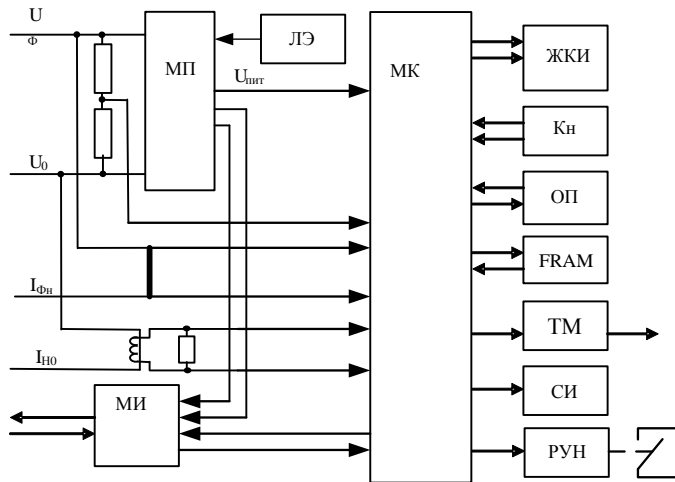 U
Ф
МП
ЛЭ
МК
ЖКИ
Uпит
Кн
U0
ОП
FRAM
IФн
ТМ
IН0
СИ
МИ
РУН